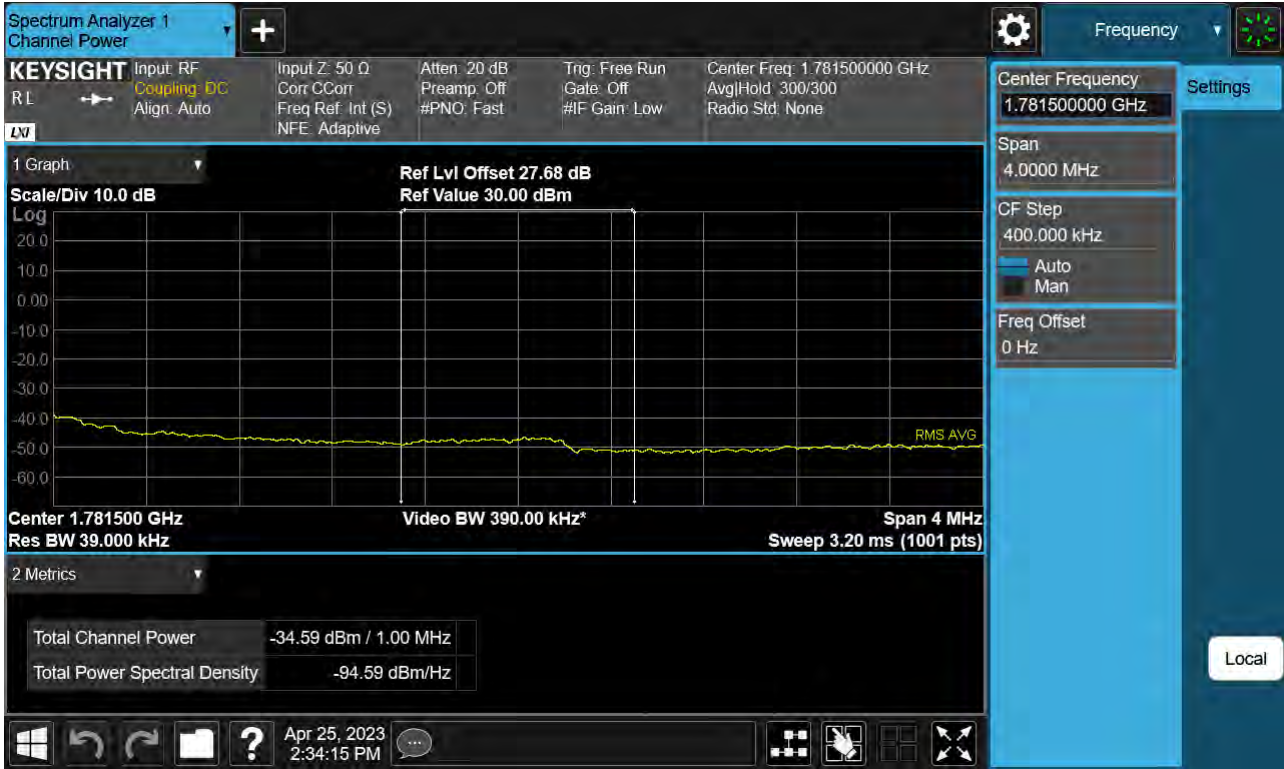 Spectrum Analyzer 1
Channel Power
+
Frequency
KEYSIGHT
R L
LXI
Input: RF
Coupling: DC
Align: Auto
Input Z: 50 Ω
Corr CCorr
Freq Ref: Int (S)
NFE: Adaptive
Atten: 20 dB
Preamp: Off
#PNO: Fast
Trig: Free Run
Gate: Off
#IF Gain: Low
Center Freq: 1.781500000 GHz
Avg|Hold: 300/300
Radio Std: None
Center Frequency
1.781500000 GHz
Settings
Span
4.0000 MHz
CF Step
400.000 kHz
Auto
Man
Freq Offset
0 Hz
Local
1 Graph
Scale/Div 10.0 dB
Ref Lvl Offset 27.68 dB
Ref Value 30.00 dBm
Log
20.0
10.0
0.00
-10.0
-20.0
-30.0
-40.0
-50.0
-60.0
RMS AVG
Center 1.781500 GHz
Video BW 390.00 kHz*
Span 4 MHz
Res BW 39.000 kHz
Sweep 3.20 ms (1001 pts)
2 Metrics
Total Channel Power -34.59 dBm / 1.00 MHz
Total Power Spectral Density -94.59 dBm/Hz
?
Apr 25, 2023
2:34:15 PM